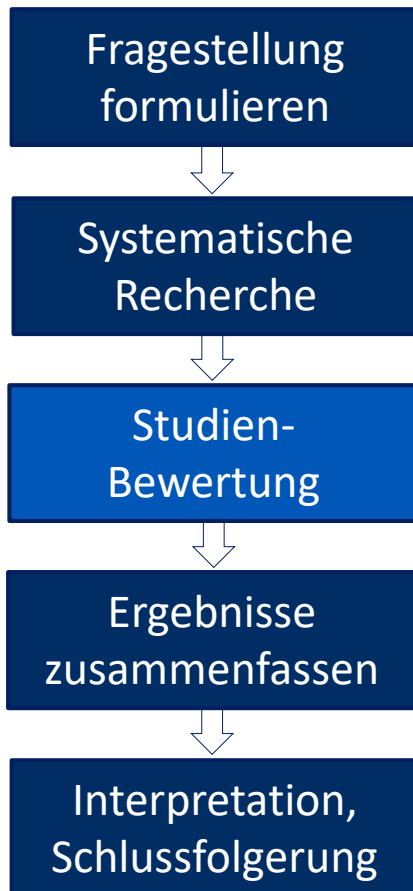 Fragestellung
formulieren
Systematische
Recherche
Studien-
Bewertung
Ergebnisse
zusammenfassen
Interpretation,
Schlussfolgerung